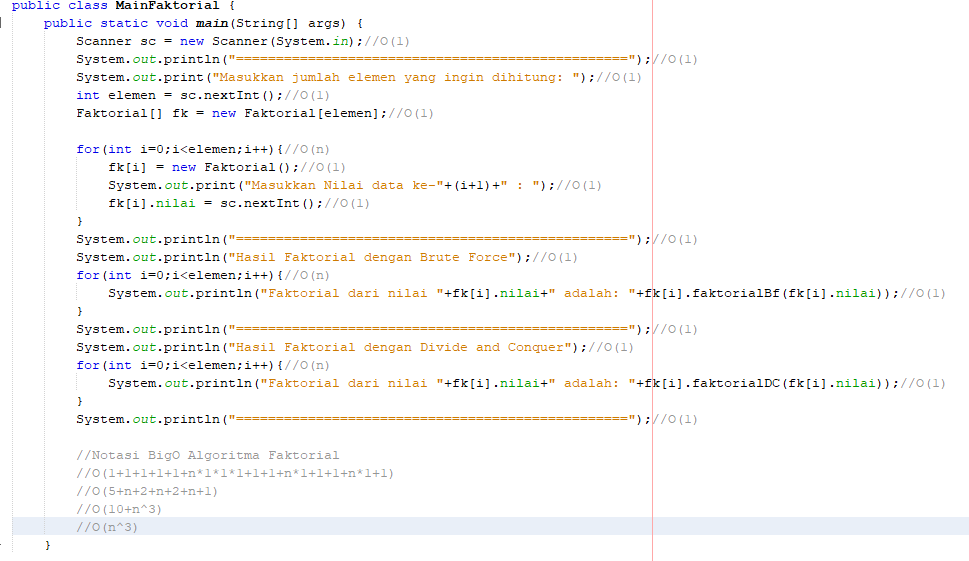 public class MainFaktorial {
public static void main(String[] args) {
Scanner sc = new Scanner(System.in);//O(1)
System.out.println("=================================================");//O(1)
System.out.print("Masukkan jumlah elemen yang ingin dihitung: ");//O(1)
int elemen = sc.nextInt();//O(1)
Faktorial[] fk = new Faktorial[elemen];//O(1)
for(int i=0;i<elemen;i++){//O(n)
fk[i] = new Faktorial();//O(1)
System.out.print("Masukkan Nilai data ke-"+(i+1)+" : ");//O(1)
fk[i].nilai = sc.nextInt();//O(1)
}
System.out.println("=================================================");//O(1)
System.out.println("Hasil Faktorial dengan Brute Force");//O(1)
for(int i=0;i<elemen;i++){//O(n)
System.out.println("Faktorial dari nilai "+fk[i].nilai+" adalah: "+fk[i].faktorialBf(fk[i].nilai));//O(1)
}
System.out.println("=================================================");//O(1)
System.out.println("Hasil Faktorial dengan Divide and Conquer");//O(1)
for(int i=0;i<elemen;i++){//O(n)
System.out.println("Faktorial dari nilai "+fk[i].nilai+" adalah: "+fk[i].faktorialDC(fk[i].nilai));//O(1)
}
System.out.println("=================================================");//O(1)
//Notasi BigO Algoritma Faktorial
//O(1+1+1+1+1+n*1*1*1+1+1+n*1+1+1+n*1+1)
//O(5+n+2+n+2+n+1)
//O(10+n^3)
//O(n^3)
}